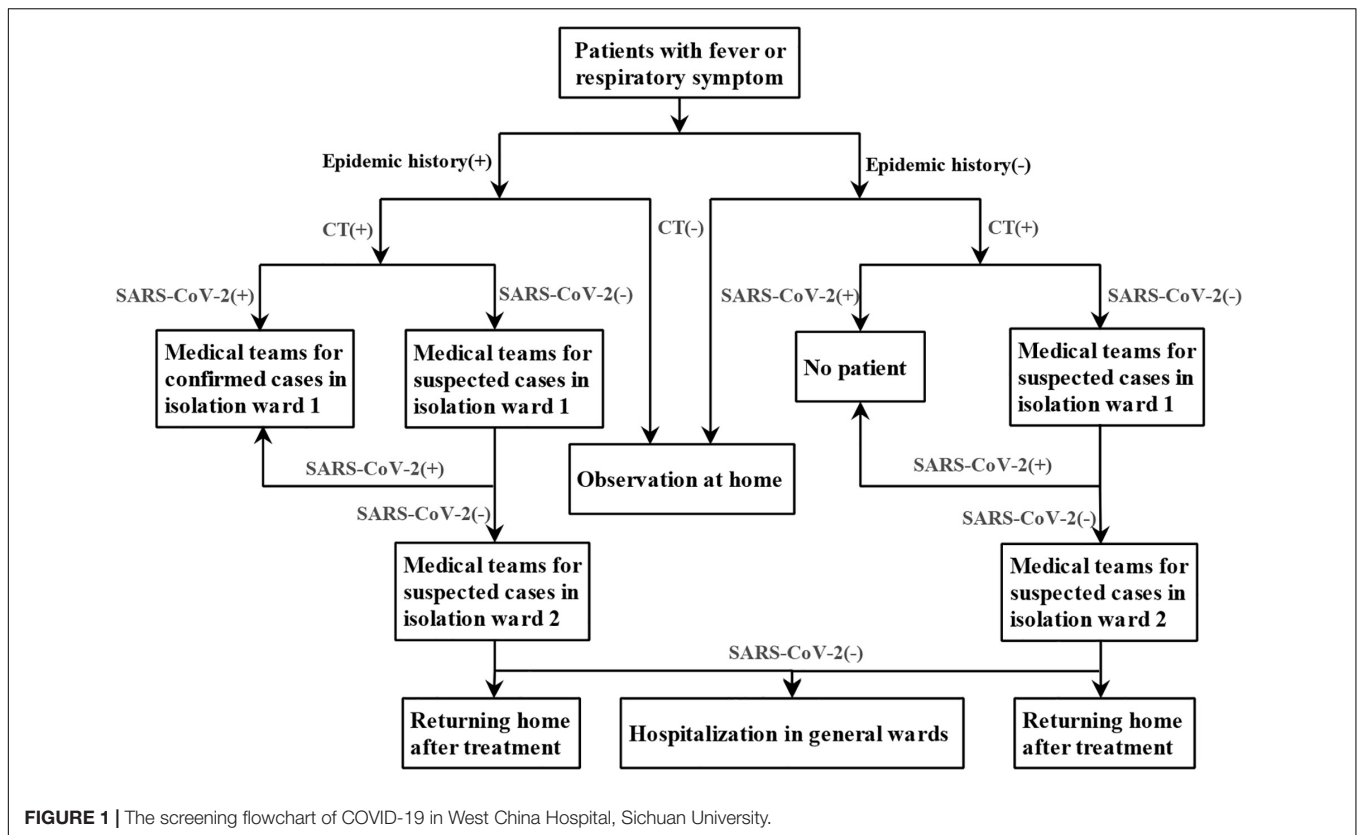 Patients with fever or
respiratory symptom
Epidemic history(+)
Epidemic history(-)
CT(+)
CT(-)
CT(+)
SARS-CoV-2(+)
SARS-CoV-2(-)
SARS-CoV-2(+)
SARS-CoV-2(-)
Medical teams for
confirmed cases in
isolation ward 1
Medical teams for
suspected cases in
isolation ward 1
No patient
Medical teams for
suspected cases in
isolation ward 1
SARS-CoV-2(+)
Observation at home
SARS-CoV-2(+)
SARS-CoV-2(-)
SARS-CoV-2(-)
Medical teams for
suspected cases in
isolation ward 2
Medical teams for
suspected cases in
isolation ward 2
SARS-CoV-2(-)
Returning home
after treatment
Hospitalization in general wards
Returning home
after treatment
FIGURE 1 | The screening flowchart of COVID-19 in West China Hospital, Sichuan University.